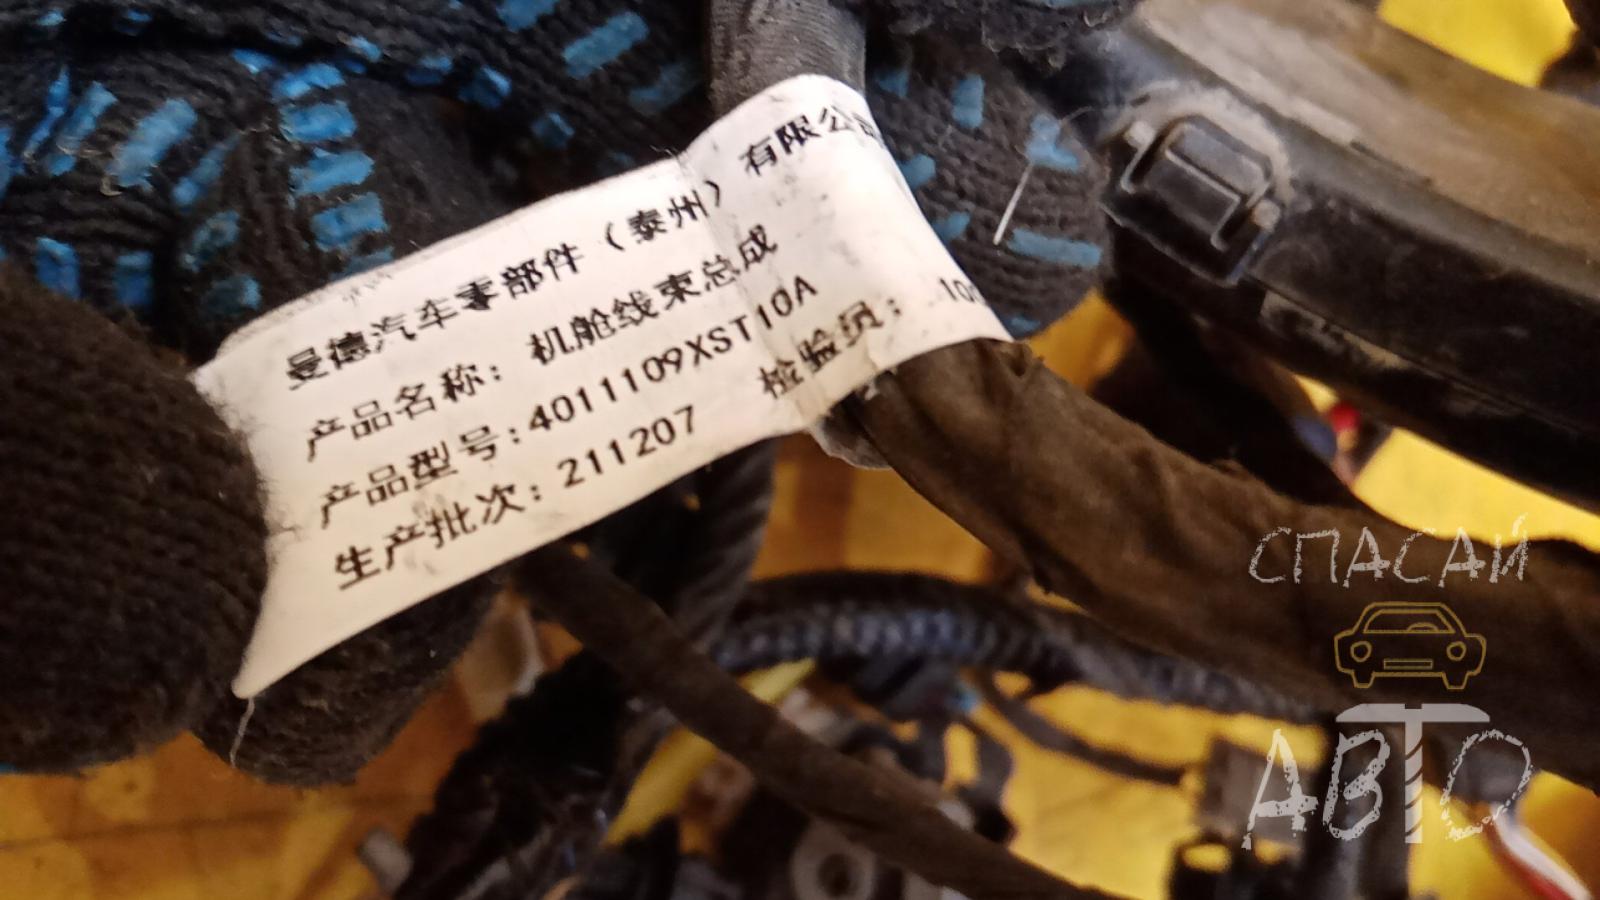 曼德汽车零部件（泰州）有限公司
产品名称：机舱线束总成
产品型号:4011109XST10A
生产批次：211207 检验员：
СПАСАЙ
АВТО